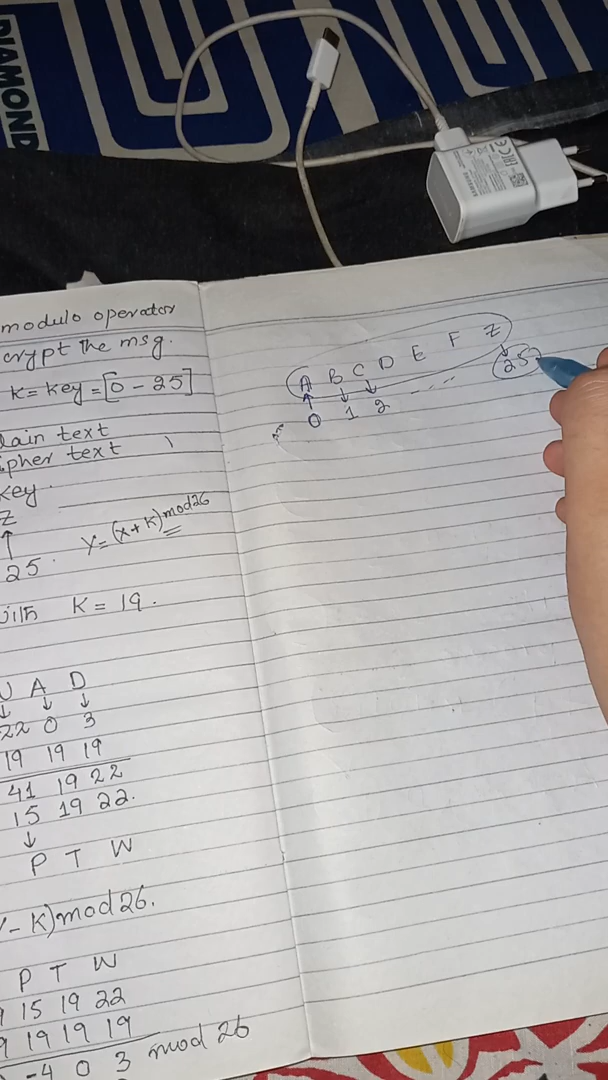 DIAMOND
modulo operator
crypt the msg.
K = Key = [0 - 25]
lain text
ipher text
key.
Z
↑
25. Y = (x + K) mod 26
with K = 19.
A D
↓ ↓ ↓
22 0 3
19 19 19
41 19 22
15 19 22.
↓
P T W
- K) mod 26.
P T W
15 19 22
19 19 19
-4 0 3 mod 26
A B C D E F Z
↑ ↓ ↓ ↓
0 1 2 ---- 25